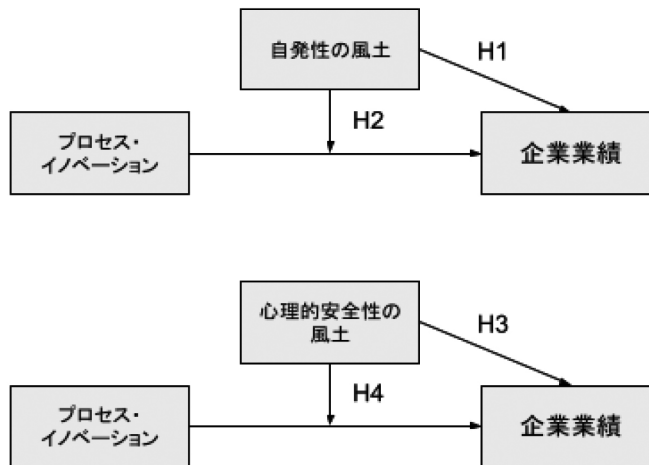 自発性の風土
H1
H2
プロセス・
イノベーション
企業業績
心理的安全性の
風土
H3
H4
プロセス・
イノベーション
企業業績